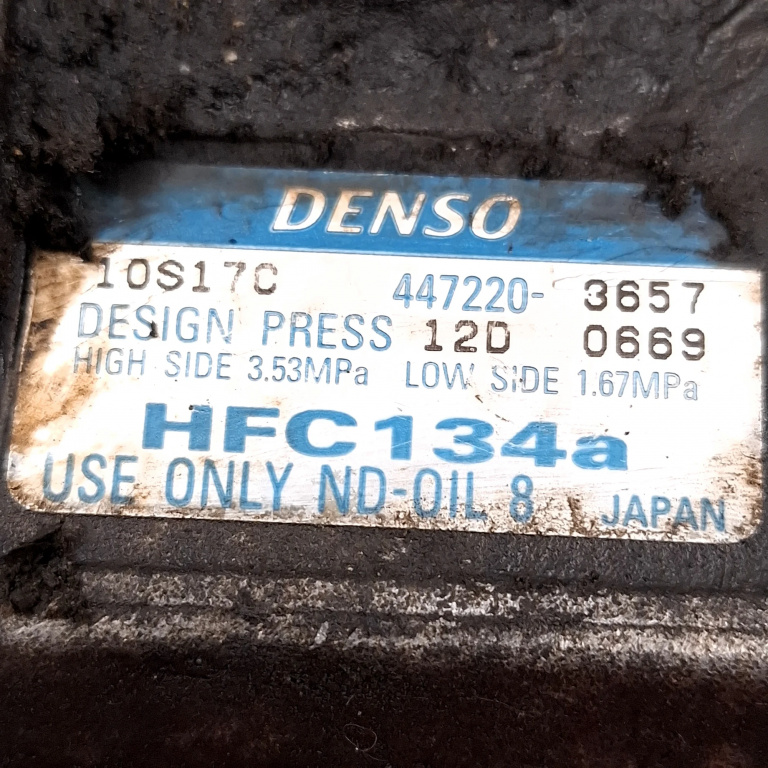 DENSO
10S17C 447220- 3657
DESIGN PRESS 12D 0669
HIGH SIDE 3.53MPa LOW SIDE 1.67MPa
HFC134a
USE ONLY ND-OIL 8 JAPAN